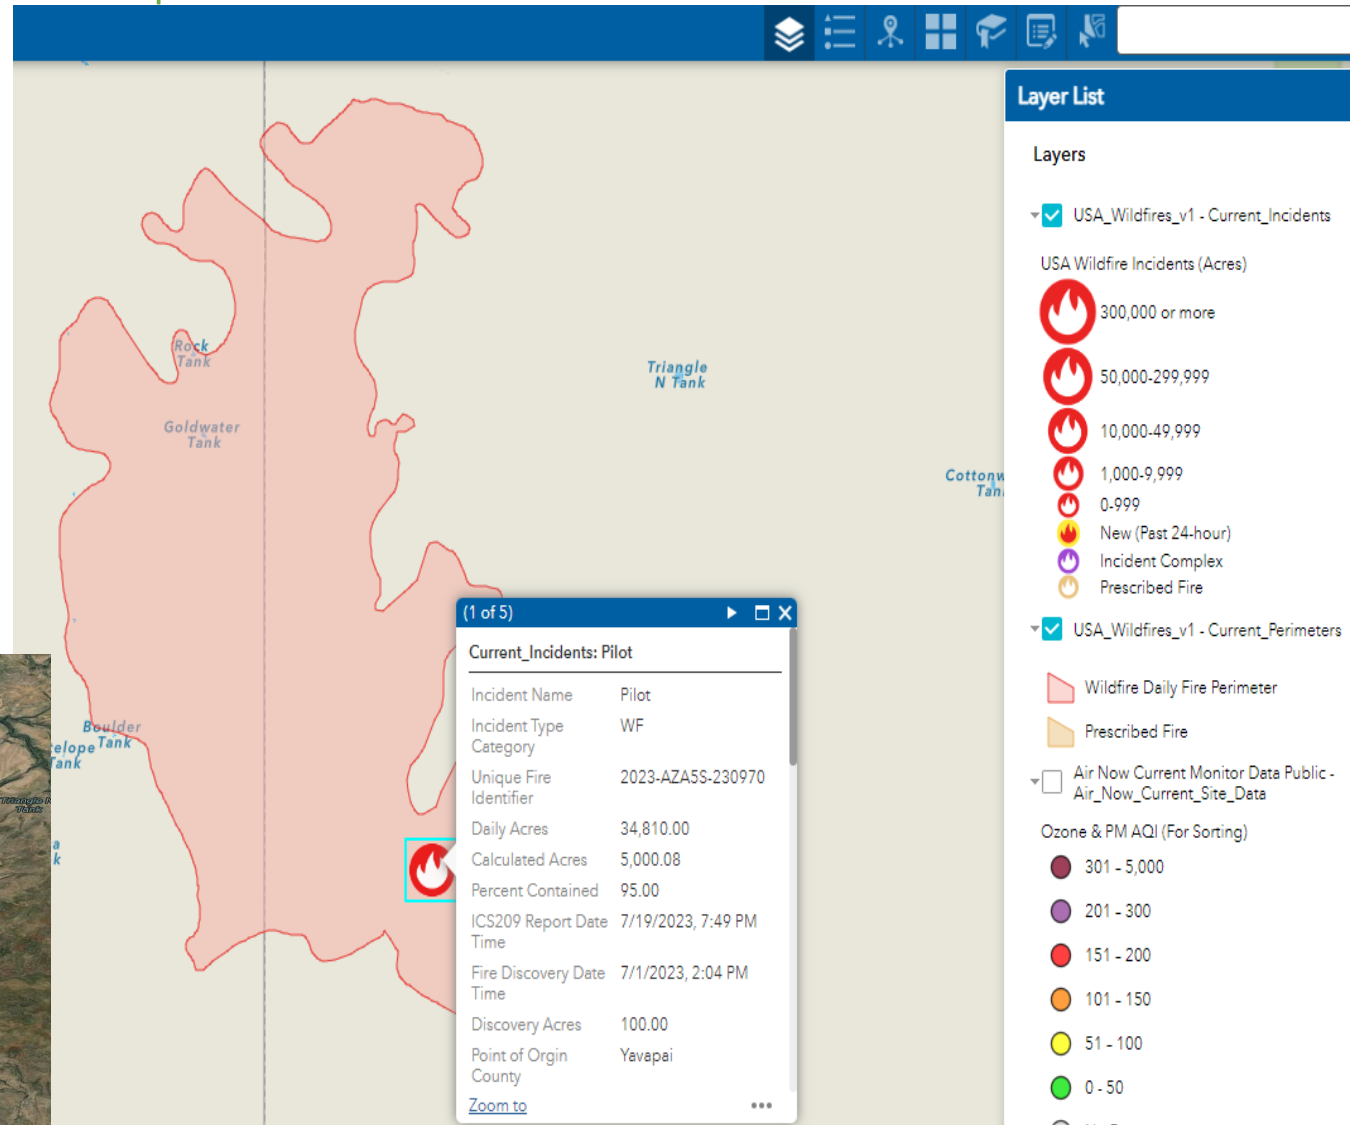 Layer List
Layers
USA_Wildfires_v1 - Current_Incidents
USA Wildfire Incidents (Acres)
300,000 or more
50,000-299,999
10,000-49,999
1,000-9,999
0-999
New (Past 24-hour)
Incident Complex
Prescribed Fire
USA_Wildfires_v1 - Current_Perimeters
Wildfire Daily Fire Perimeter
Prescribed Fire
Air Now Current Monitor Data Public -
Air_Now_Current_Site_Data
Ozone & PM AQI (For Sorting)
301 - 5,000
201 - 300
151 - 200
101 - 150
51 - 100
0 - 50
Rock
Tank
Goldwater
Tank
Triangle
N Tank
Cottonw
Tan
Boulder
Tank
elope
Tank
a
k
(1 of 5)
Current_Incidents: Pilot
Incident Name Pilot
Incident Type WF
Category
Unique Fire 2023-AZA5S-230970
Identifier
Daily Acres 34,810.00
Calculated Acres 5,000.08
Percent Contained 95.00
ICS209 Report Date 7/19/2023, 7:49 PM
Time
Fire Discovery Date 7/1/2023, 2:04 PM
Time
Discovery Acres 100.00
Point of Orgin Yavapai
County
Zoom to